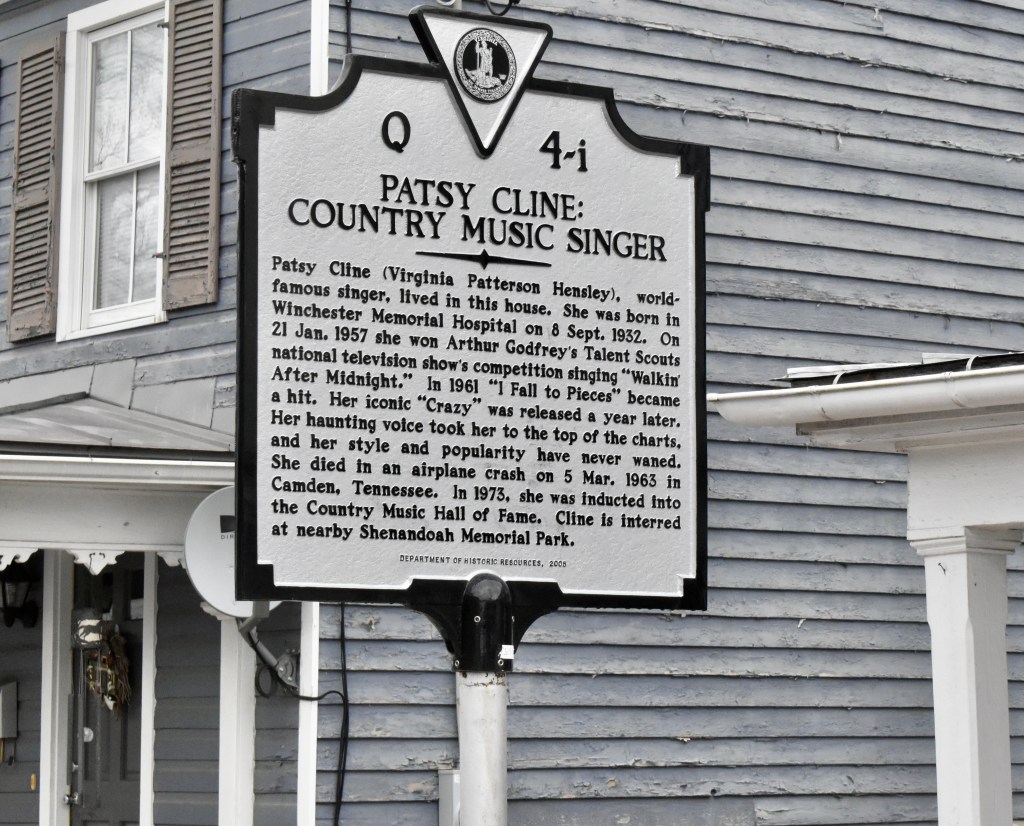 Q 4-i
PATSY CLINE:
COUNTRY MUSIC SINGER
Patsy Cline (Virginia Patterson Hensley), world-
famous singer, lived in this house. She was born in
Winchester Memorial Hospital on 8 Sept. 1932. On
21 Jan. 1957 she won Arthur Godfrey's Talent Scouts
national television show's competition singing "Walkin'
After Midnight." In 1961 "I Fall to Pieces" became
a hit. Her iconic "Crazy" was released a year later.
Her haunting voice took her to the top of the charts,
and her style and popularity have never waned.
She died in an airplane crash on 5 Mar. 1963 in
Camden, Tennessee. In 1973, she was inducted into
the Country Music Hall of Fame. Cline is interred
at nearby Shenandoah Memorial Park.
DEPARTMENT OF HISTORIC RESOURCES, 2005